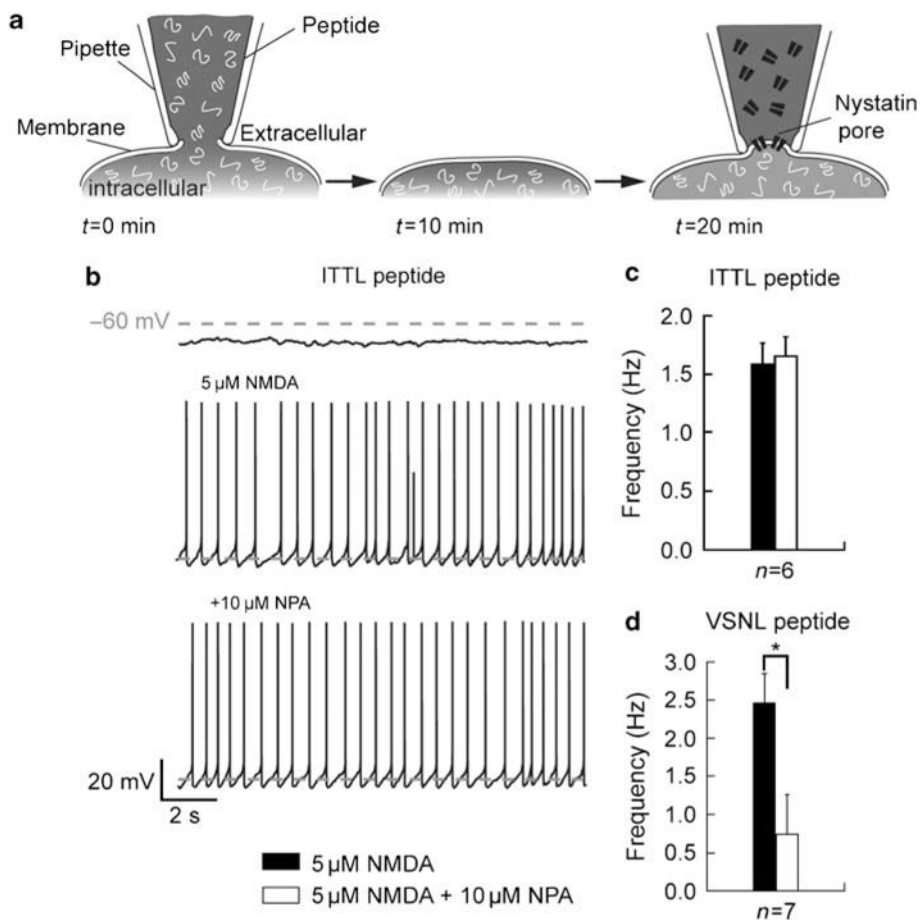 a
Pipette
Peptide
Membrane
Extracellular
intracellular
Nystatin
pore
t=0 min
t=10 min
t=20 min
b
ITTL peptide
–60 mV
5 µM NMDA
+10 µM NPA
20 mV
2 s
c
ITTL peptide
Frequency (Hz)
2.0
1.5
1.0
0.5
0.0
n=6
d
VSNL peptide
*
Frequency (Hz)
3.0
2.5
2.0
1.5
1.0
0.5
0.0
n=7
5 µM NMDA
5 µM NMDA + 10 µM NPA